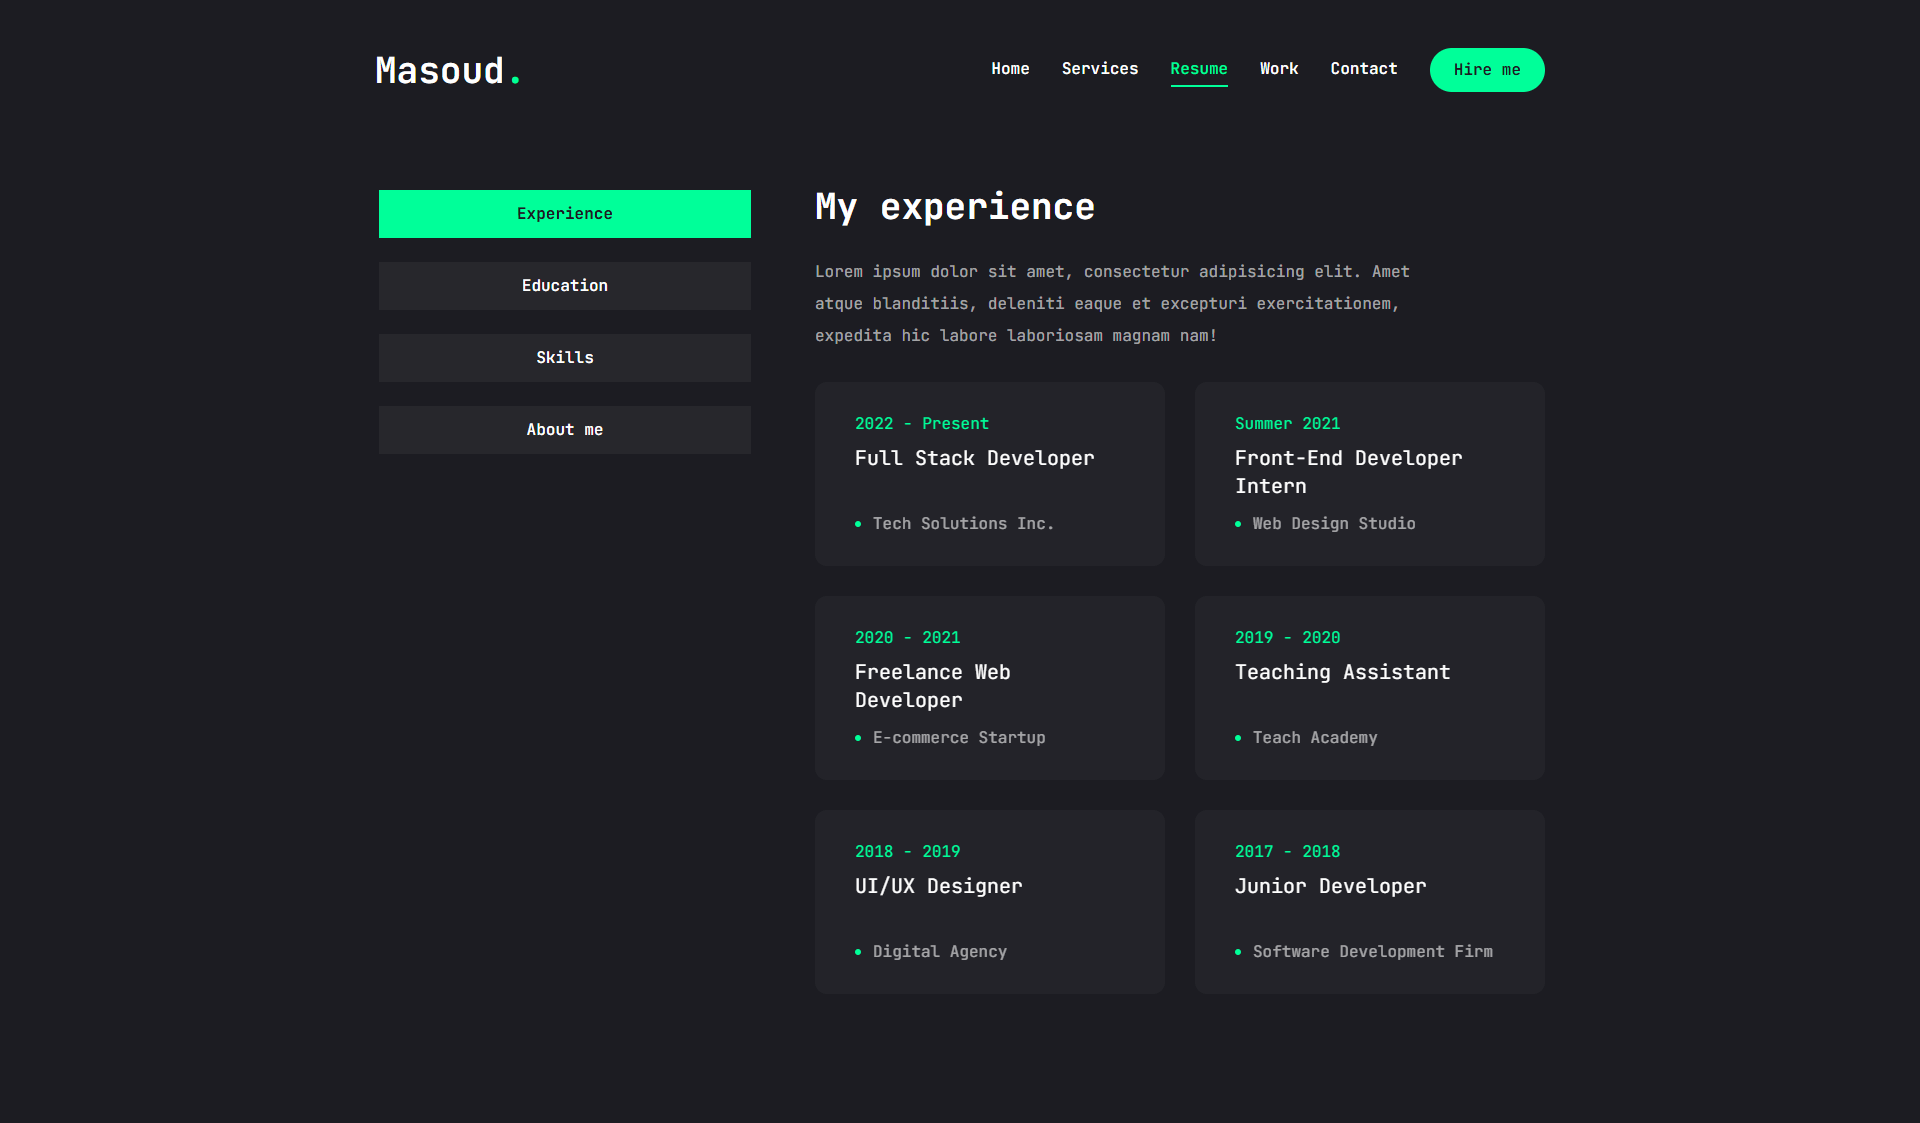 Masoud.
Home Services Resume Work Contact Hire me
Experience
Education
Skills
About me
My experience
Lorem ipsum dolor sit amet, consectetur adipisicing elit. Amet
atque blanditiis, deleniti eaque et excepturi exercitationem,
expedita hic labore laboriosam magnam nam!
2022 - Present
Full Stack Developer
Tech Solutions Inc.
Summer 2021
Front-End Developer
Intern
Web Design Studio
2020 - 2021
Freelance Web
Developer
E-commerce Startup
2019 - 2020
Teaching Assistant
Teach Academy
2018 - 2019
UI/UX Designer
Digital Agency
2017 - 2018
Junior Developer
Software Development Firm